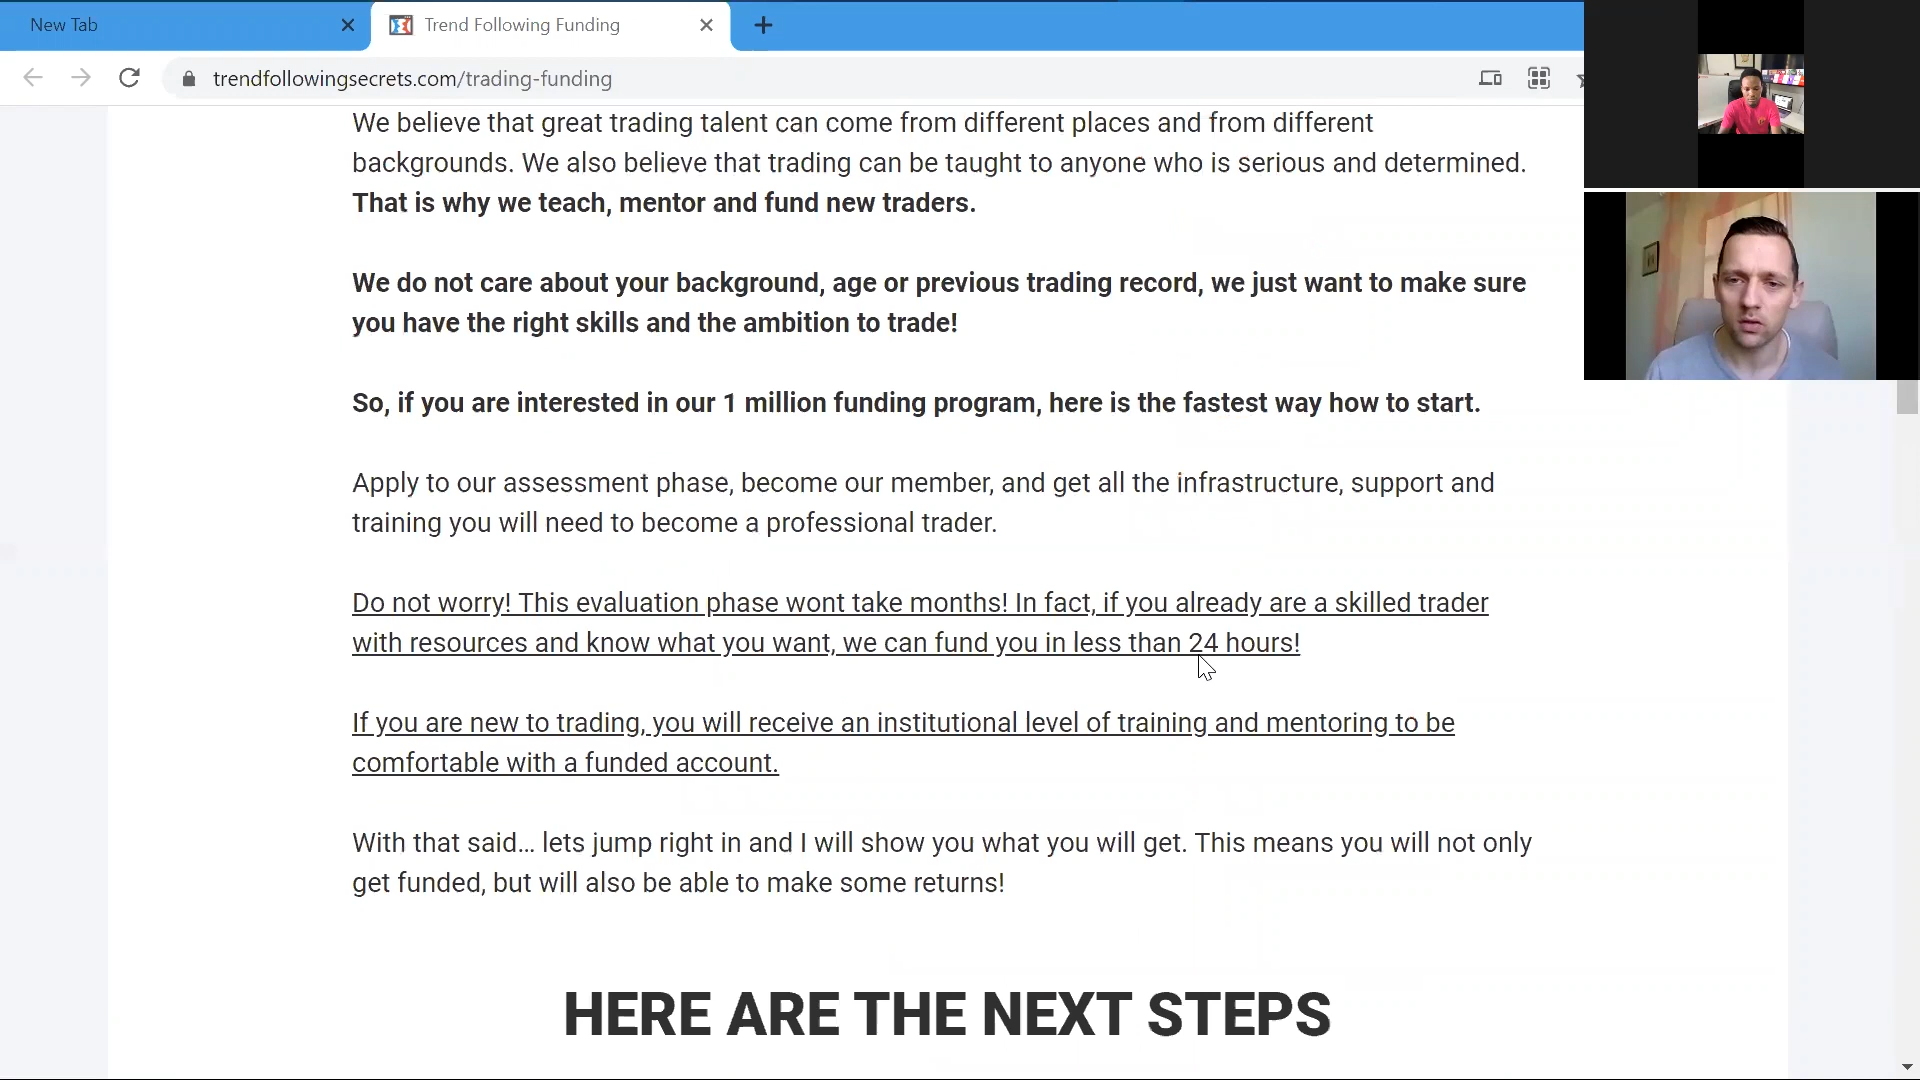 New Tab
Trend Following Funding
trendfollowingsecrets.com/trading-funding
We believe that great trading talent can come from different places and from different
backgrounds. We also believe that trading can be taught to anyone who is serious and determined.
That is why we teach, mentor and fund new traders.
We do not care about your background, age or previous trading record, we just want to make sure
you have the right skills and the ambition to trade!
So, if you are interested in our 1 million funding program, here is the fastest way how to start.
Apply to our assessment phase, become our member, and get all the infrastructure, support and
training you will need to become a professional trader.
Do not worry! This evaluation phase wont take months! In fact, if you already are a skilled trader
with resources and know what you want, we can fund you in less than 24 hours!
If you are new to trading, you will receive an institutional level of training and mentoring to be
comfortable with a funded account.
With that said... lets jump right in and I will show you what you will get. This means you will not only
get funded, but will also be able to make some returns!
HERE ARE THE NEXT STEPS